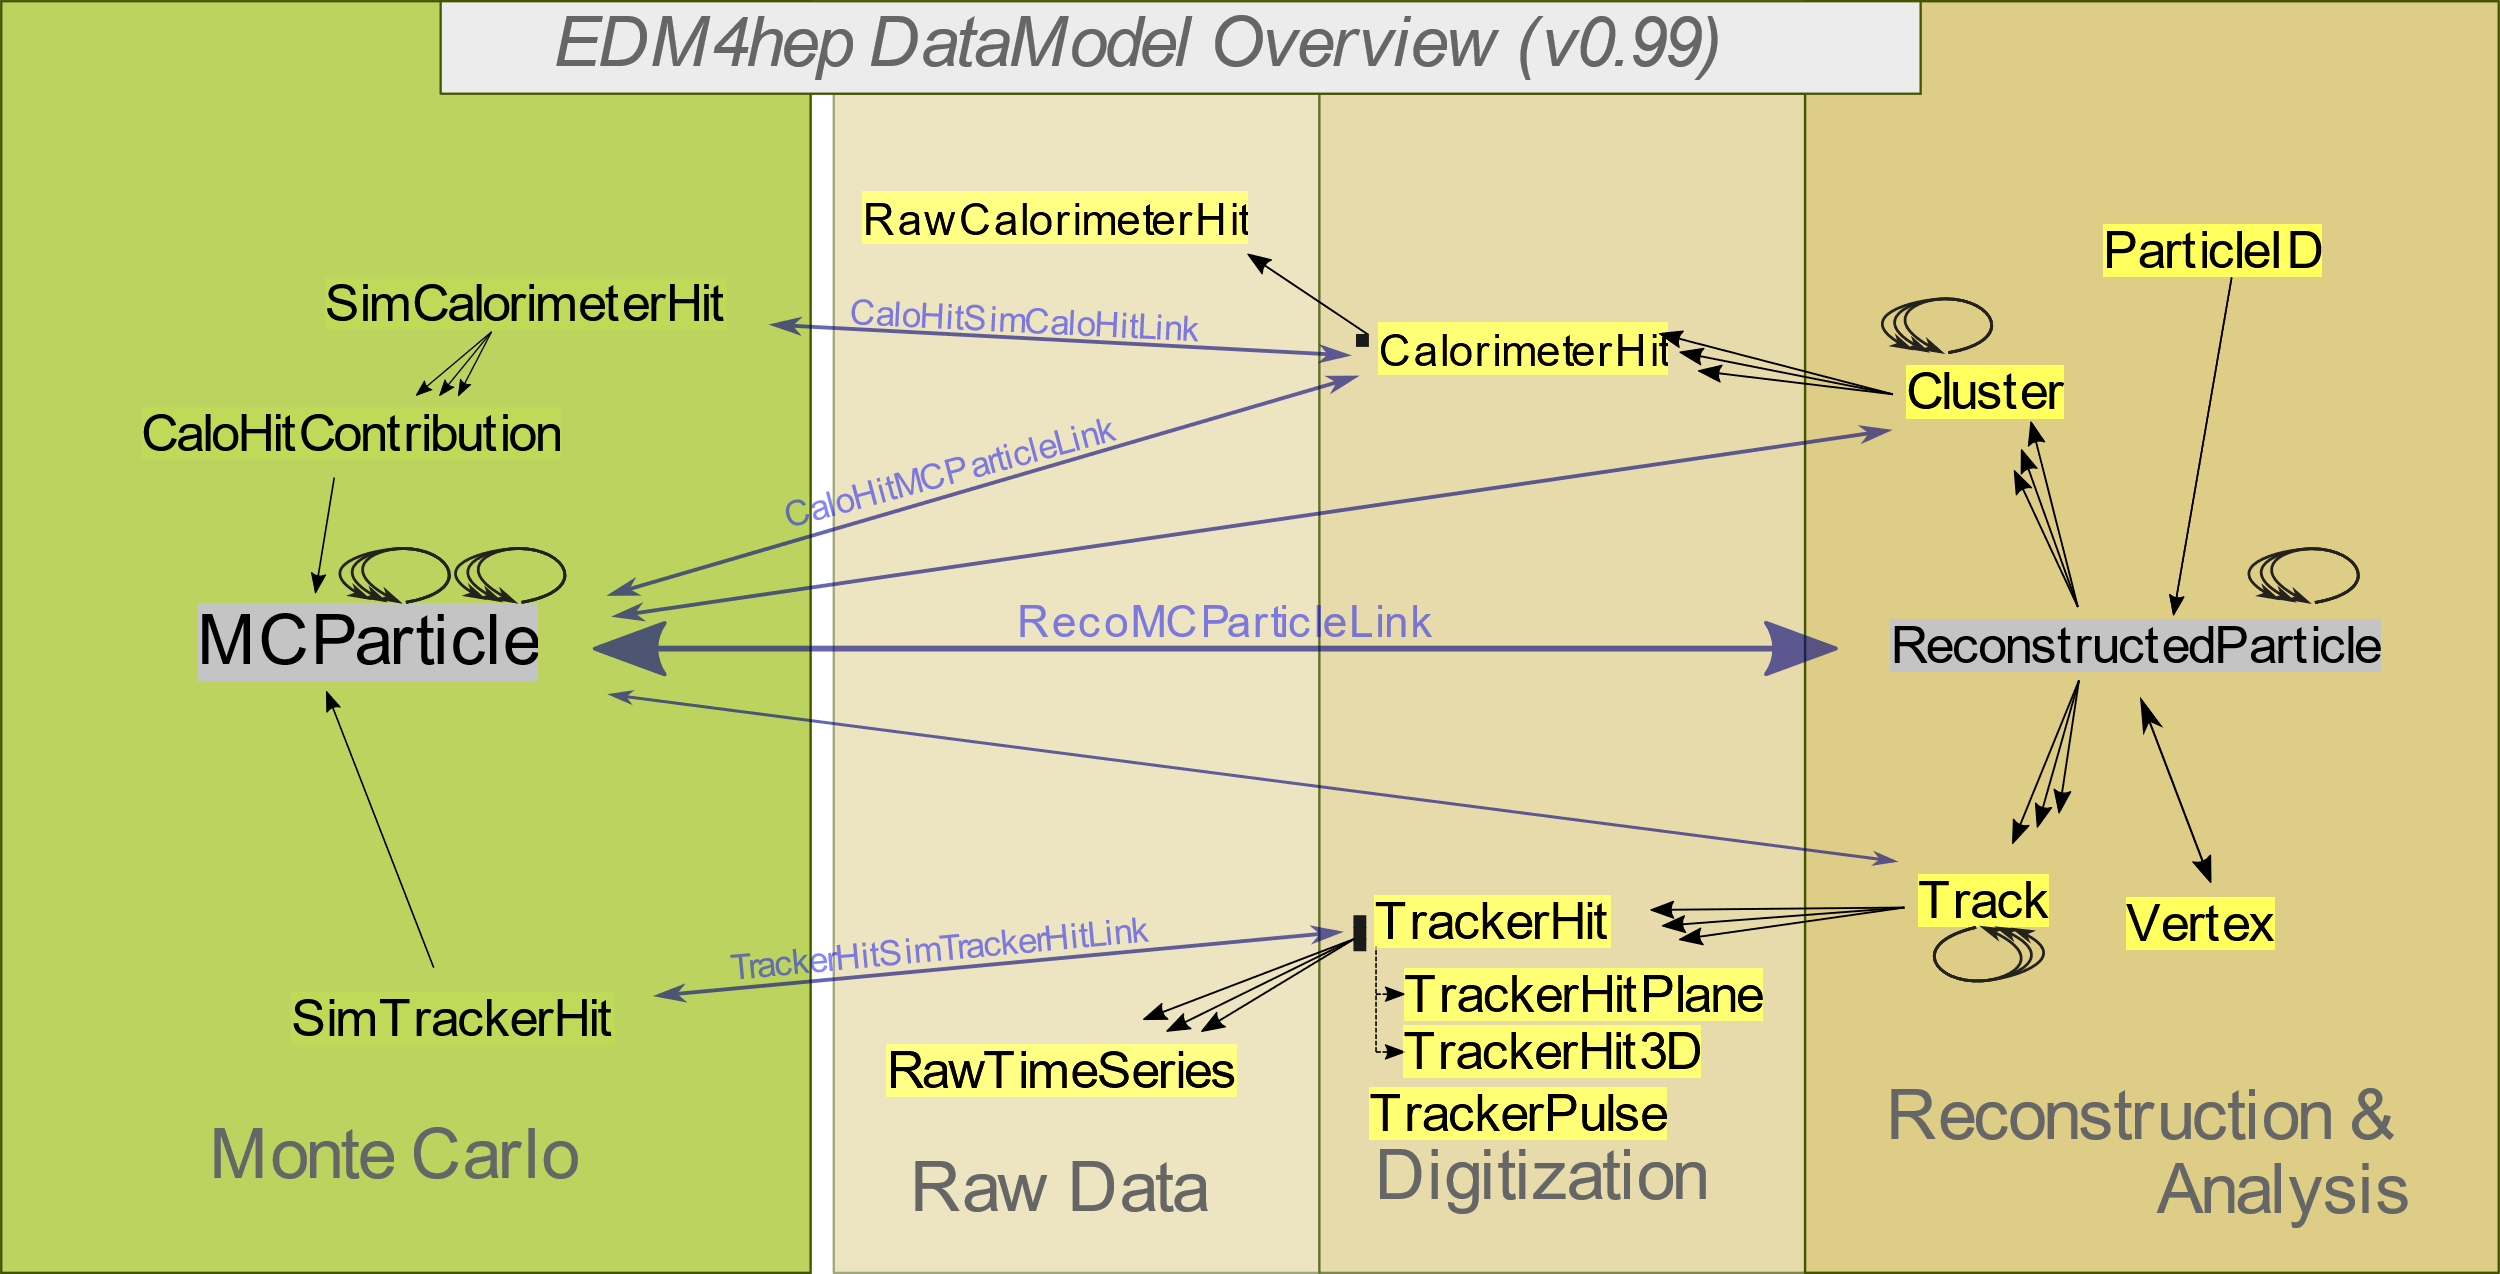 EDM4hep DataModel Overview (v0.99)
SimCalorimeterHit
CaloHitContribution
MCParticle
SimTrackerHit
Monte Carlo
RawCalorimeterHit
CaloHitSimCaloHitLink
CaloHitMCParticleLink
RecoMCParticleLink
TrackerHitSimTrackerHitLink
RawTimeSeries
Raw Data
CalorimeterHit
TrackerHit
TrackerHitPlane
TrackerHit3D
TrackerPulse
Digitization
ParticleID
Cluster
ReconstructedParticle
Track
Vertex
Reconstruction &
Analysis